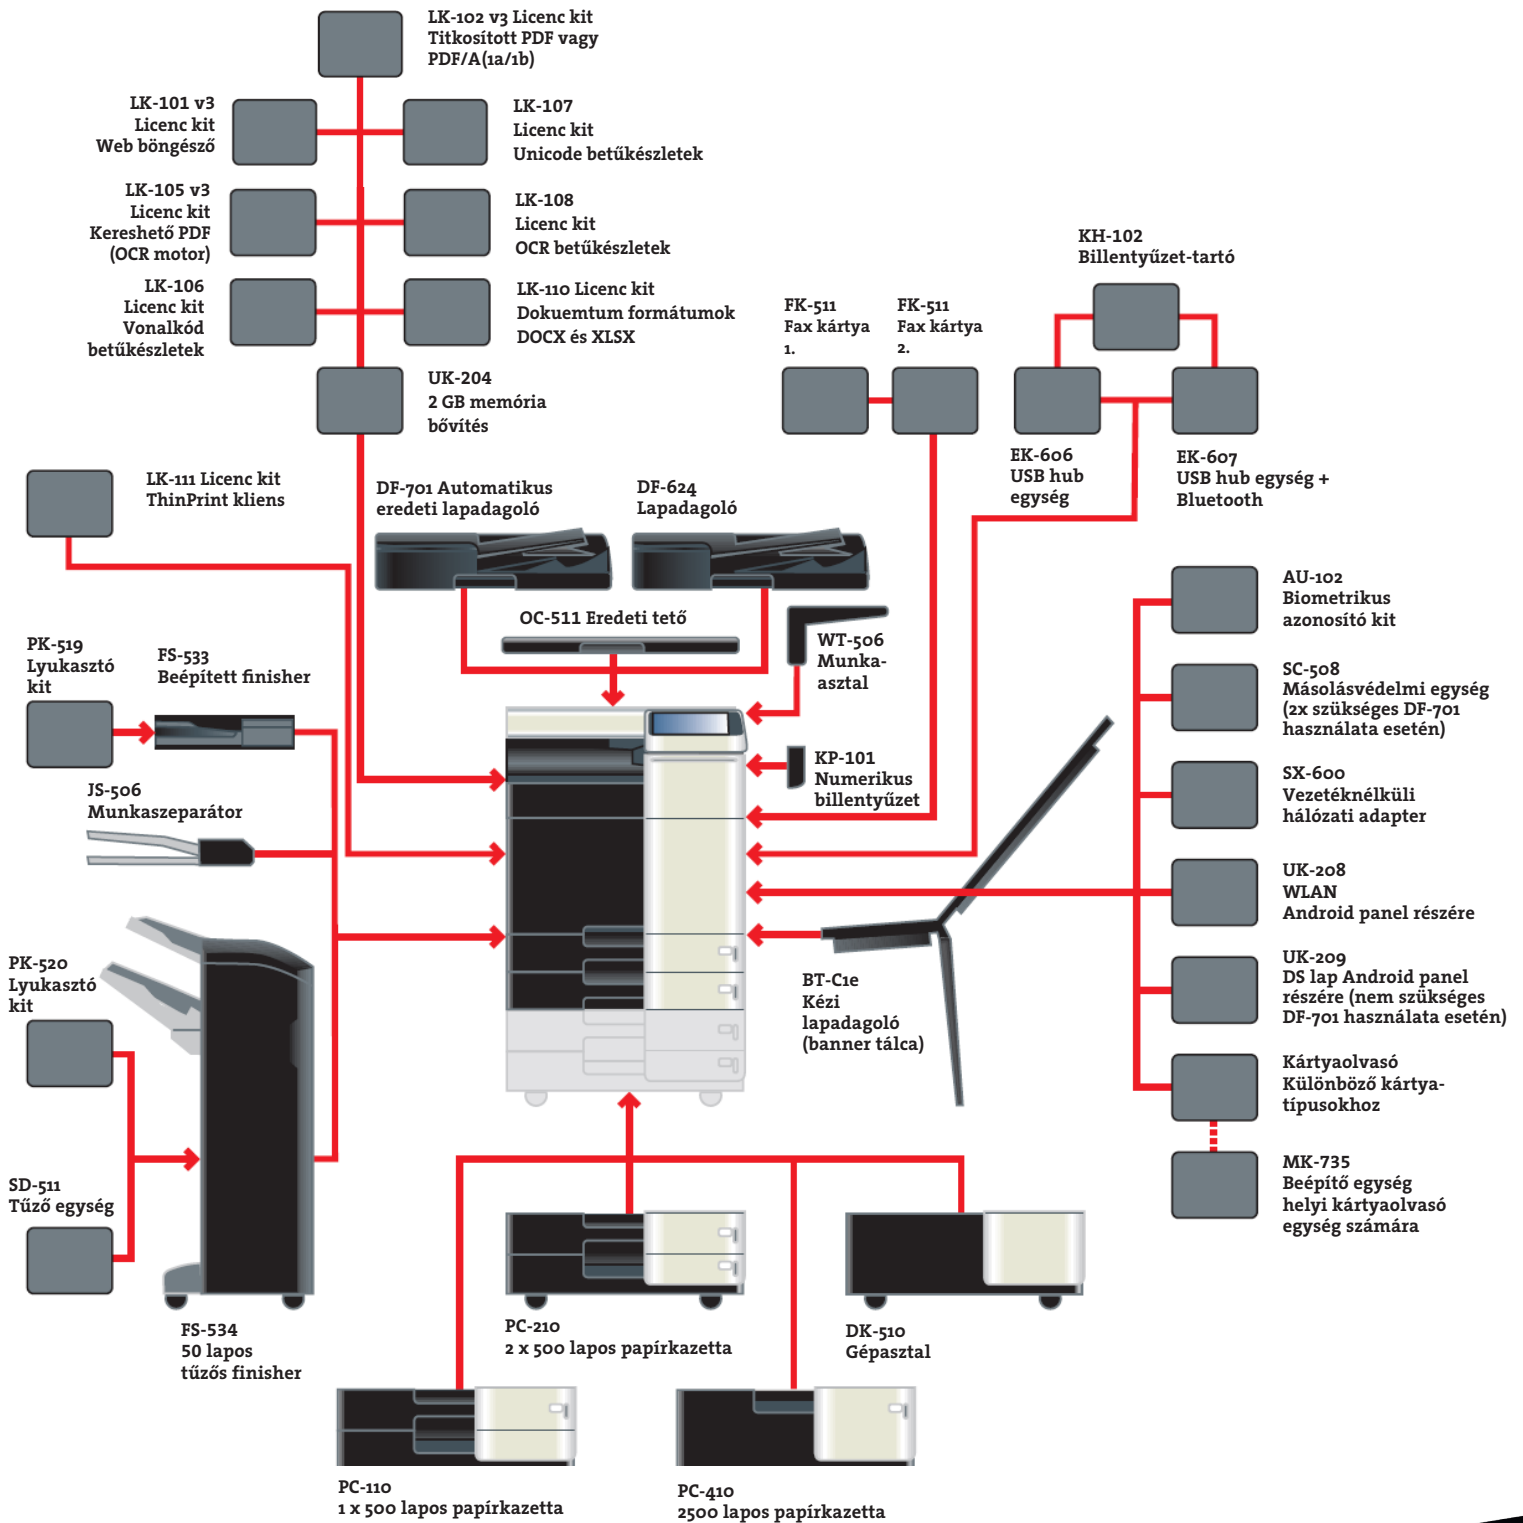 LK-102 v3 Licenc kit
Titkosított PDF vagy
PDF/A(1a/1b)
LK-101 v3
Licenc kit
Web böngésző
LK-107
Licenc kit
Unicode betűkészletek
LK-105 v3
Licenc kit
Kereshető PDF
(OCR motor)
LK-108
Licenc kit
OCR betűkészletek
LK-106
Licenc kit
Vonalkód
betűkészletek
LK-110 Licenc kit
Dokuemtum formátumok
DOCX és XLSX
UK-204
2 GB memória
bővítés
FK-511
Fax kártya
1.
FK-511
Fax kártya
2.
KH-102
Billentyűzet-tartó
EK-606
USB hub
egység
EK-607
USB hub egység +
Bluetooth
LK-111 Licenc kit
ThinPrint kliens
DF-701 Automatikus
eredeti lapadagoló
DF-624
Lapadagoló
OC-511 Eredeti tető
WT-506
Munka-
asztal
KP-101
Numerikus
billentyűzet
PK-519
Lyukasztó
kit
FS-533
Beépített finisher
JS-506
Munkaszeparátor
PK-520
Lyukasztó
kit
SD-511
Tűző egység
FS-534
50 lapos
tűzős finisher
BT-C1e
Kézi
lapadagoló
(banner tálca)
AU-102
Biometrikus
azonosító kit
SC-508
Másolásvédelmi egység
(2x szükséges DF-701
használata esetén)
SX-600
Vezetéknélküli
hálózati adapter
UK-208
WLAN
Android panel részére
UK-209
DS lap Android panel
részére (nem szükséges
DF-701 használata esetén)
Kártyaolvasó
Különböző kártya-
típusokhoz
MK-735
Beépítő egység
helyi kártyaolvasó
egység számára
PC-210
2 x 500 lapos papírkazetta
DK-510
Gépasztal
PC-110
1 x 500 lapos papírkazetta
PC-410
2500 lapos papírkazetta